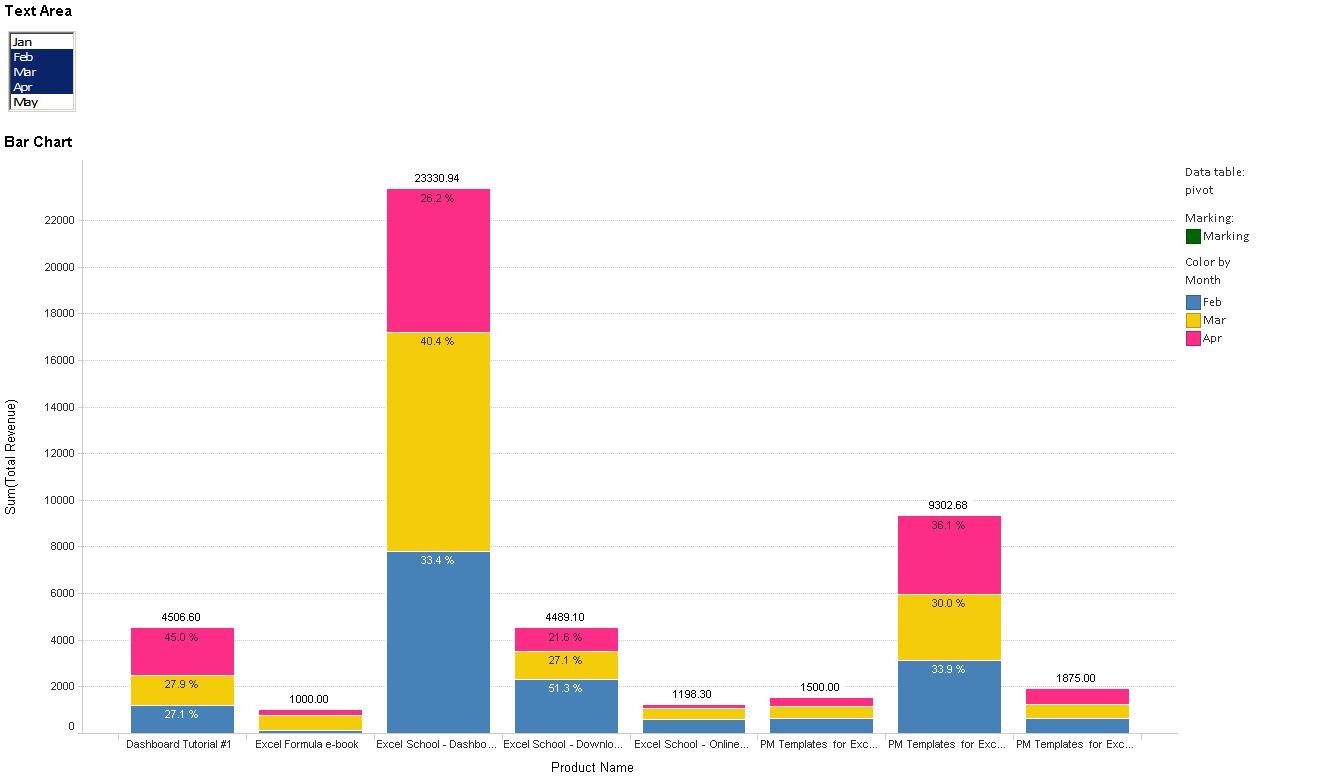 Text Area
Jan
Feb
Mar
Apr
May
Bar Chart
23330.94
26.2 %
40.4 %
33.4 %
4506.60
45.0 %
27.9 %
27.1 %
1000.00
4489.10
21.6 %
27.1 %
51.3 %
1198.30
1500.00
9302.68
36.1 %
30.0 %
33.9 %
1875.00
22000
20000
18000
16000
14000
12000
10000
8000
6000
4000
2000
0
Sum(Total Revenue)
Dashboard Tutorial #1
Excel Formula e-book
Excel School - Dashbo...
Excel School - Downlo...
Excel School - Online...
PM Templates for Exc...
PM Templates for Exc...
PM Templates for Exc...
Product Name
Data table:
pivot
Marking:
Marking
Color by
Month
Feb
Mar
Apr